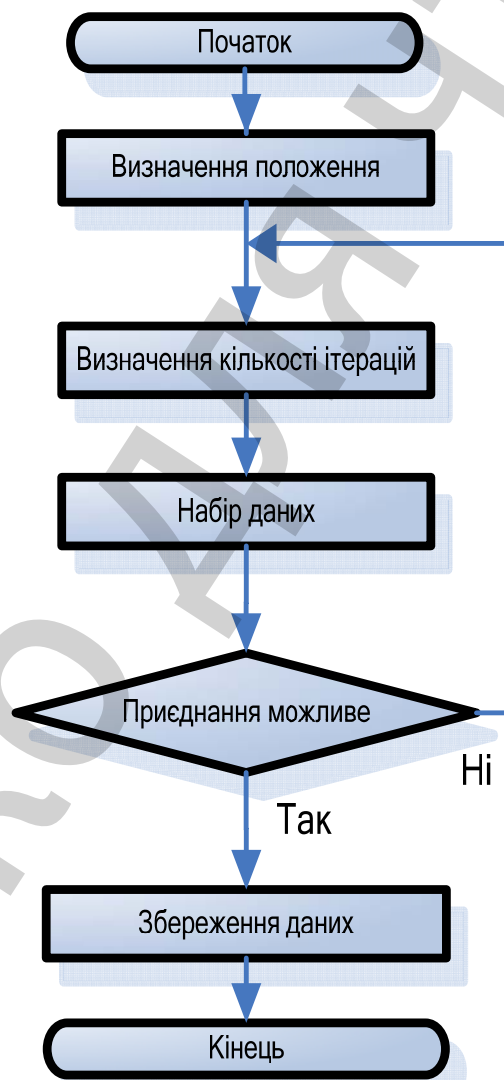 Початок
Визначення положення
Визначення кількості ітерацій
Набір даних
Приєднання можливе
Ні
Так
Збереження даних
Кінець